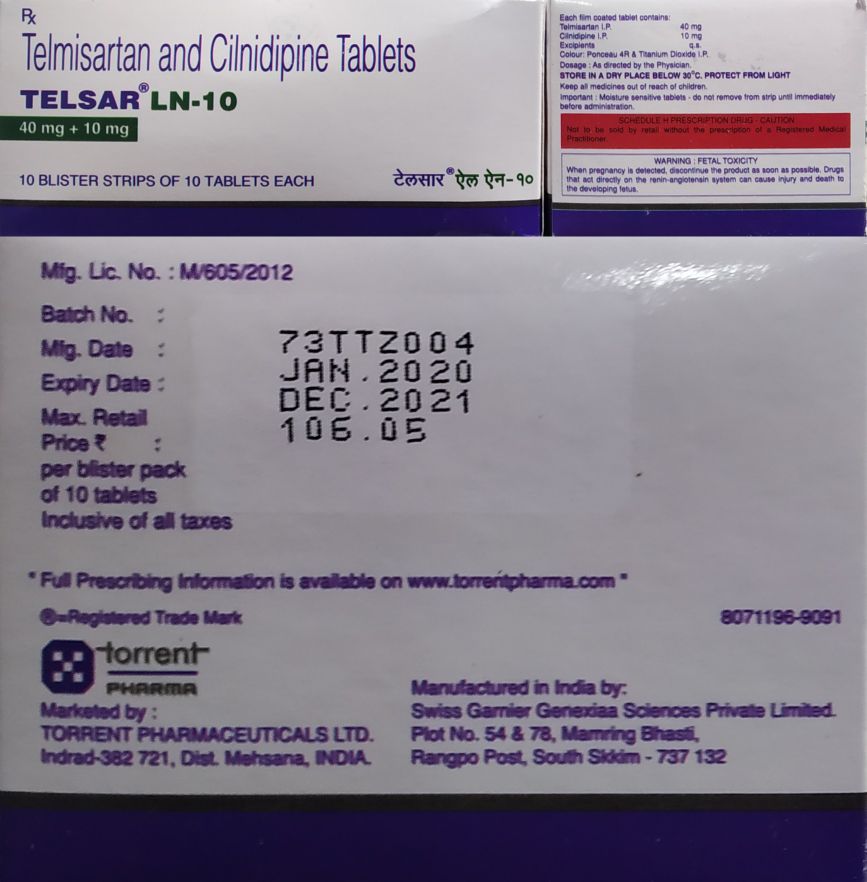 Rx
Telmisartan and Cilnidipine Tablets
TELSAR® LN-10
40 mg + 10 mg
10 BLISTER STRIPS OF 10 TABLETS EACH
टेलसार® ऐल ऐन-१०
Each film coated tablet contains:
Telmisartan I.P. 40 mg
Cilnidipine I.P. 10 mg
Excipients q.s.
Colour: Ponceau 4R & Titanium Dioxide I.P.
Dosage : As directed by the Physician.
STORE IN A DRY PLACE BELOW 30°C. PROTECT FROM LIGHT
Keep all medicines out of reach of children.
Important : Moisture sensitive tablets - do not remove from strip until immediately
before administration.
SCHEDULE H PRESCRIPTION DRUG - CAUTION
Not to be sold by retail without the prescription of a Registered Medical
Practitioner.
WARNING : FETAL TOXICITY
When pregnancy is detected, discontinue the product as soon as possible. Drugs
that act directly on the renin-angiotensin system can cause injury and death to
the developing fetus.
Mfg. Lic. No. : M/605/2012
Batch No. : 73TTZ004
Mfg. Date : JAN.2020
Expiry Date : DEC.2021
Max. Retail
Price ₹ : 106.05
per blister pack
of 10 tablets
Inclusive of all taxes
* Full Prescribing Information is available on www.torrentpharma.com *
®=Registered Trade Mark
8071196-9091
torrent
PHARMA
Marketed by :
TORRENT PHARMACEUTICALS LTD.
Indrad-382 721, Dist. Mehsana, INDIA.
Manufactured in India by:
Swiss Garnier Genexiaa Sciences Private Limited.
Plot No. 54 & 78, Mamring Bhasti,
Rangpo Post, South Sikkim - 737 132